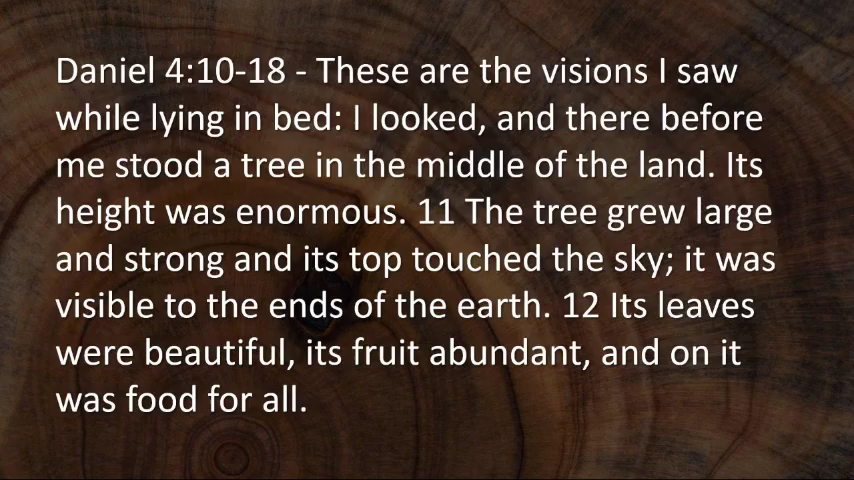 Daniel 4:10-18 - These are the visions I saw
while lying in bed: I looked, and there before
me stood a tree in the middle of the land. Its
height was enormous. 11 The tree grew large
and strong and its top touched the sky; it was
visible to the ends of the earth. 12 Its leaves
were beautiful, its fruit abundant, and on it
was food for all.